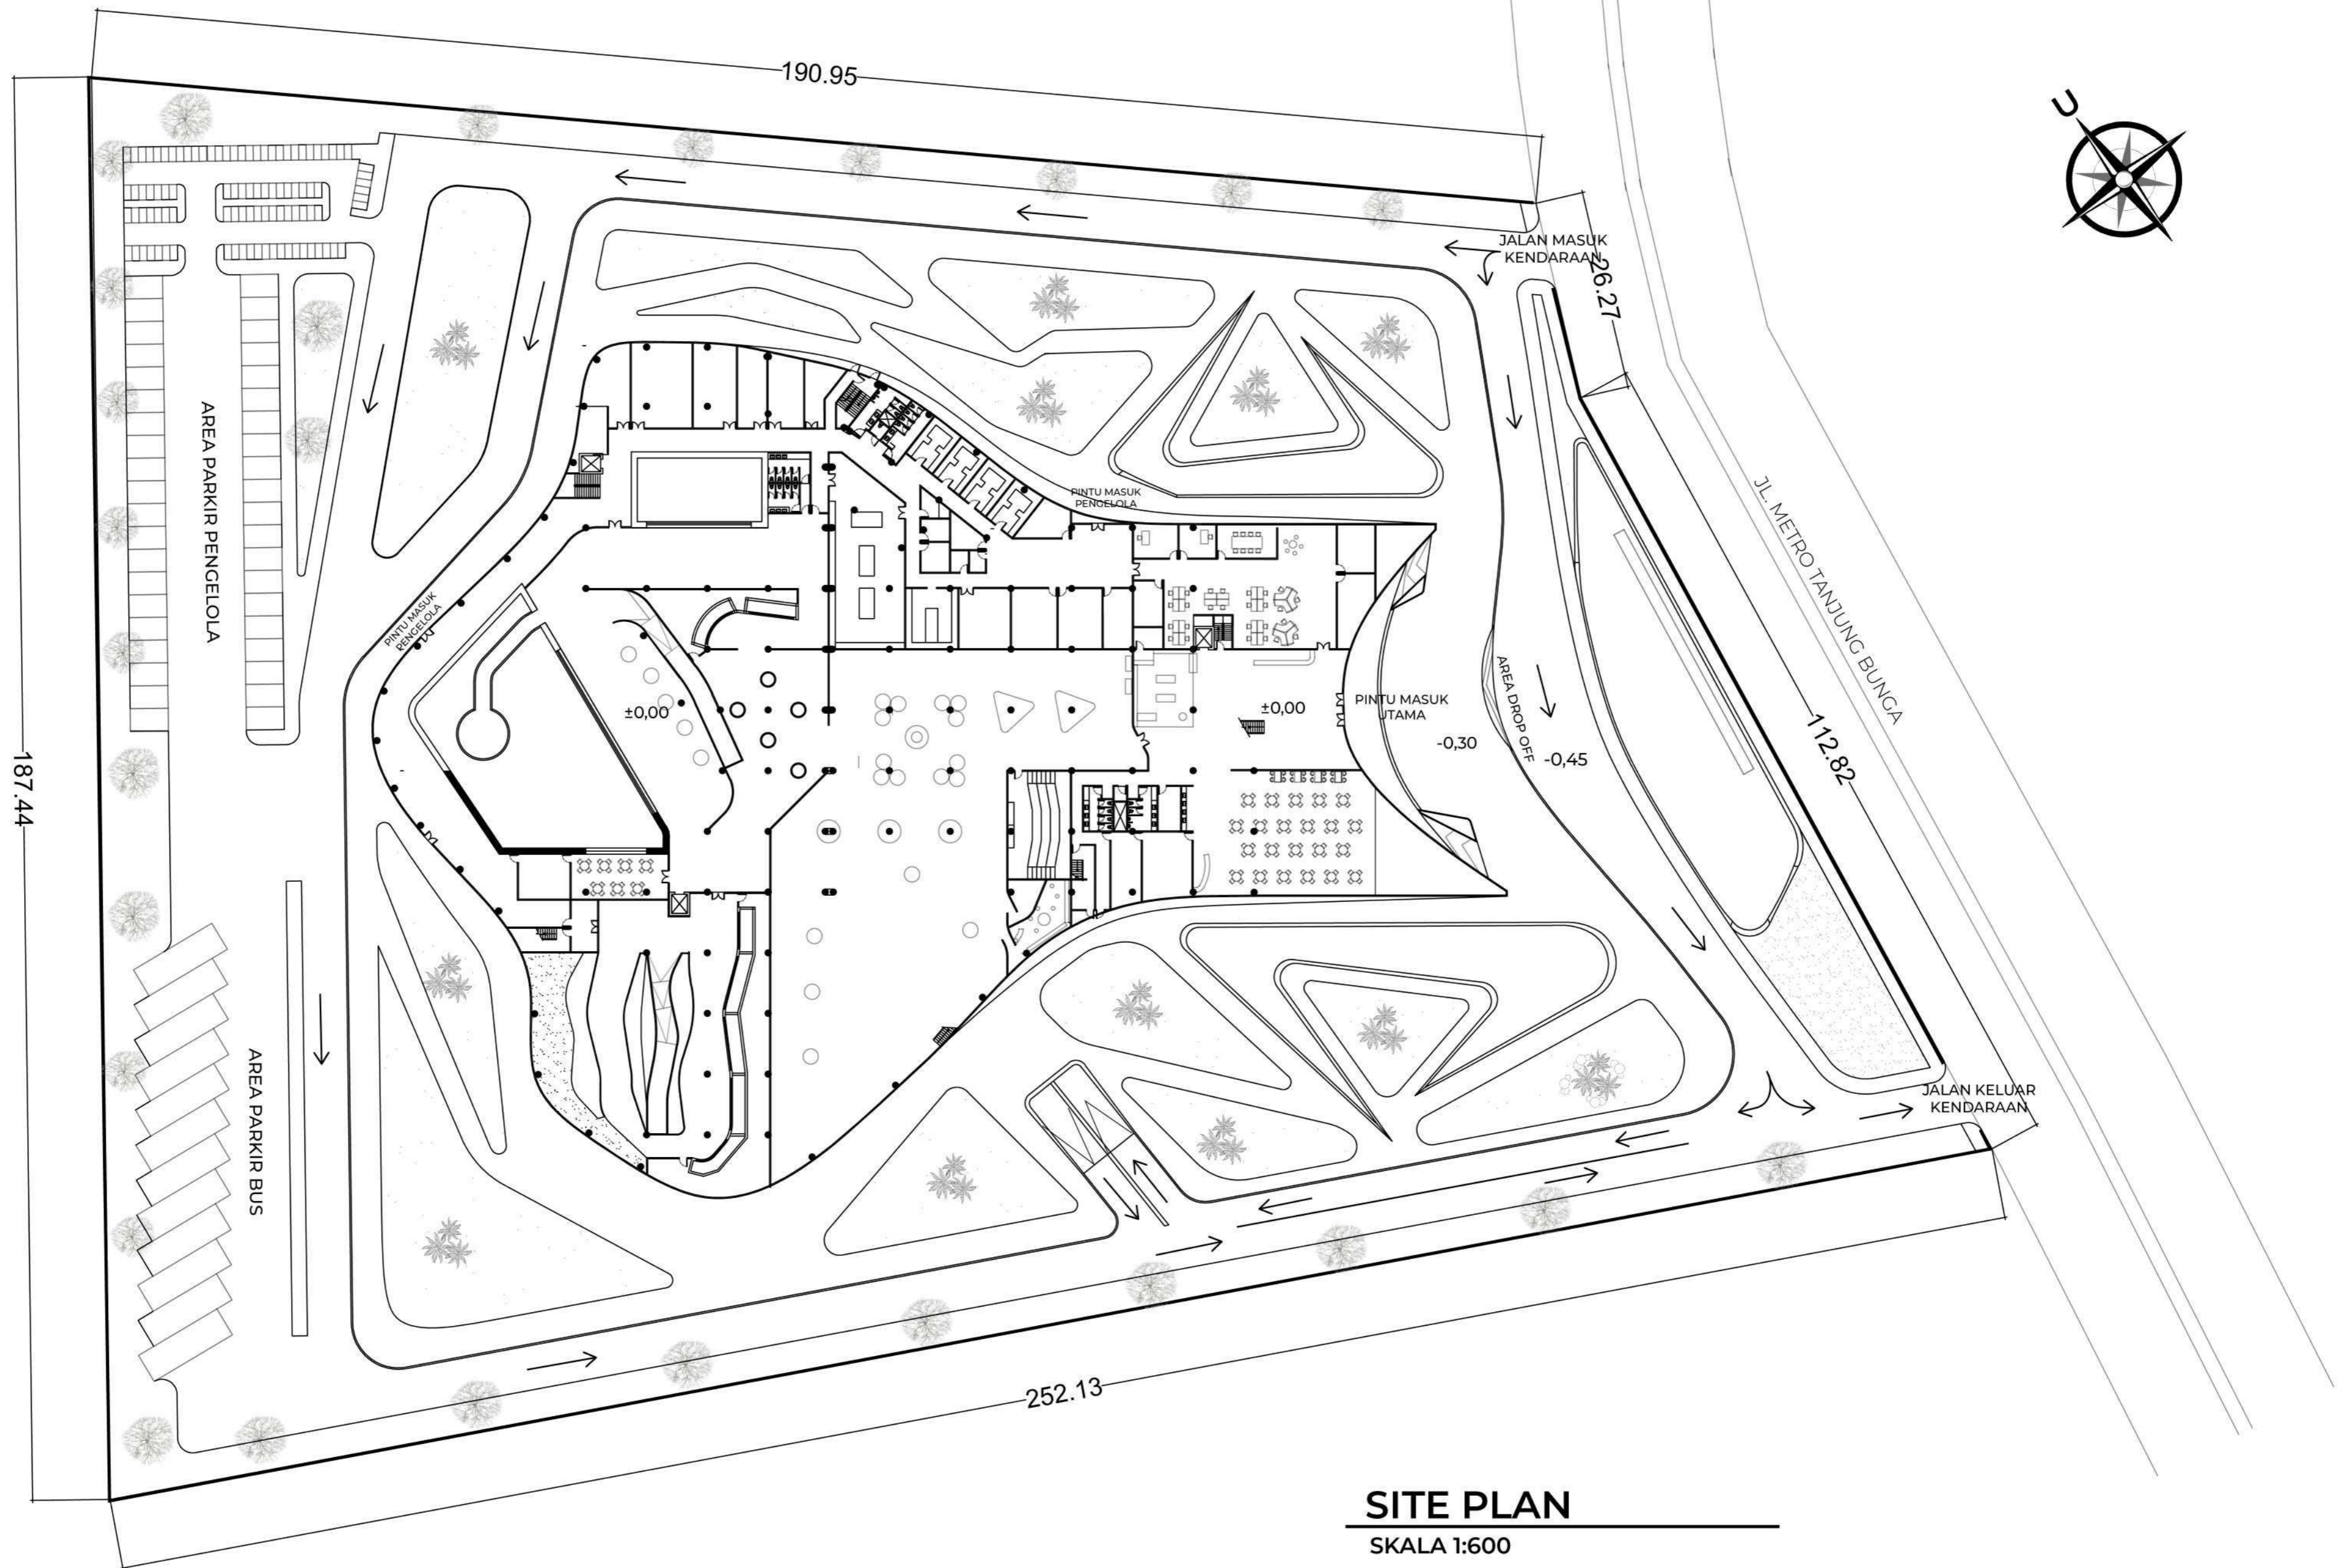 190.95
U
JALAN MASUK
KENDARAAN
26.27
AREA PARKIR PENGELOLA
PINTU MASUK
PENGELOLA
JL. METRO TANJUNG BUNGA
PINTU MASUK
PENGELOLA
±0,00
±0,00
PINTU MASUK
UTAMA
-0,30
AREA DROP OFF
-0,45
112.82
187.44
AREA PARKIR BUS
JALAN KELUAR
KENDARAAN
252.13
SITE PLAN
SKALA 1:600